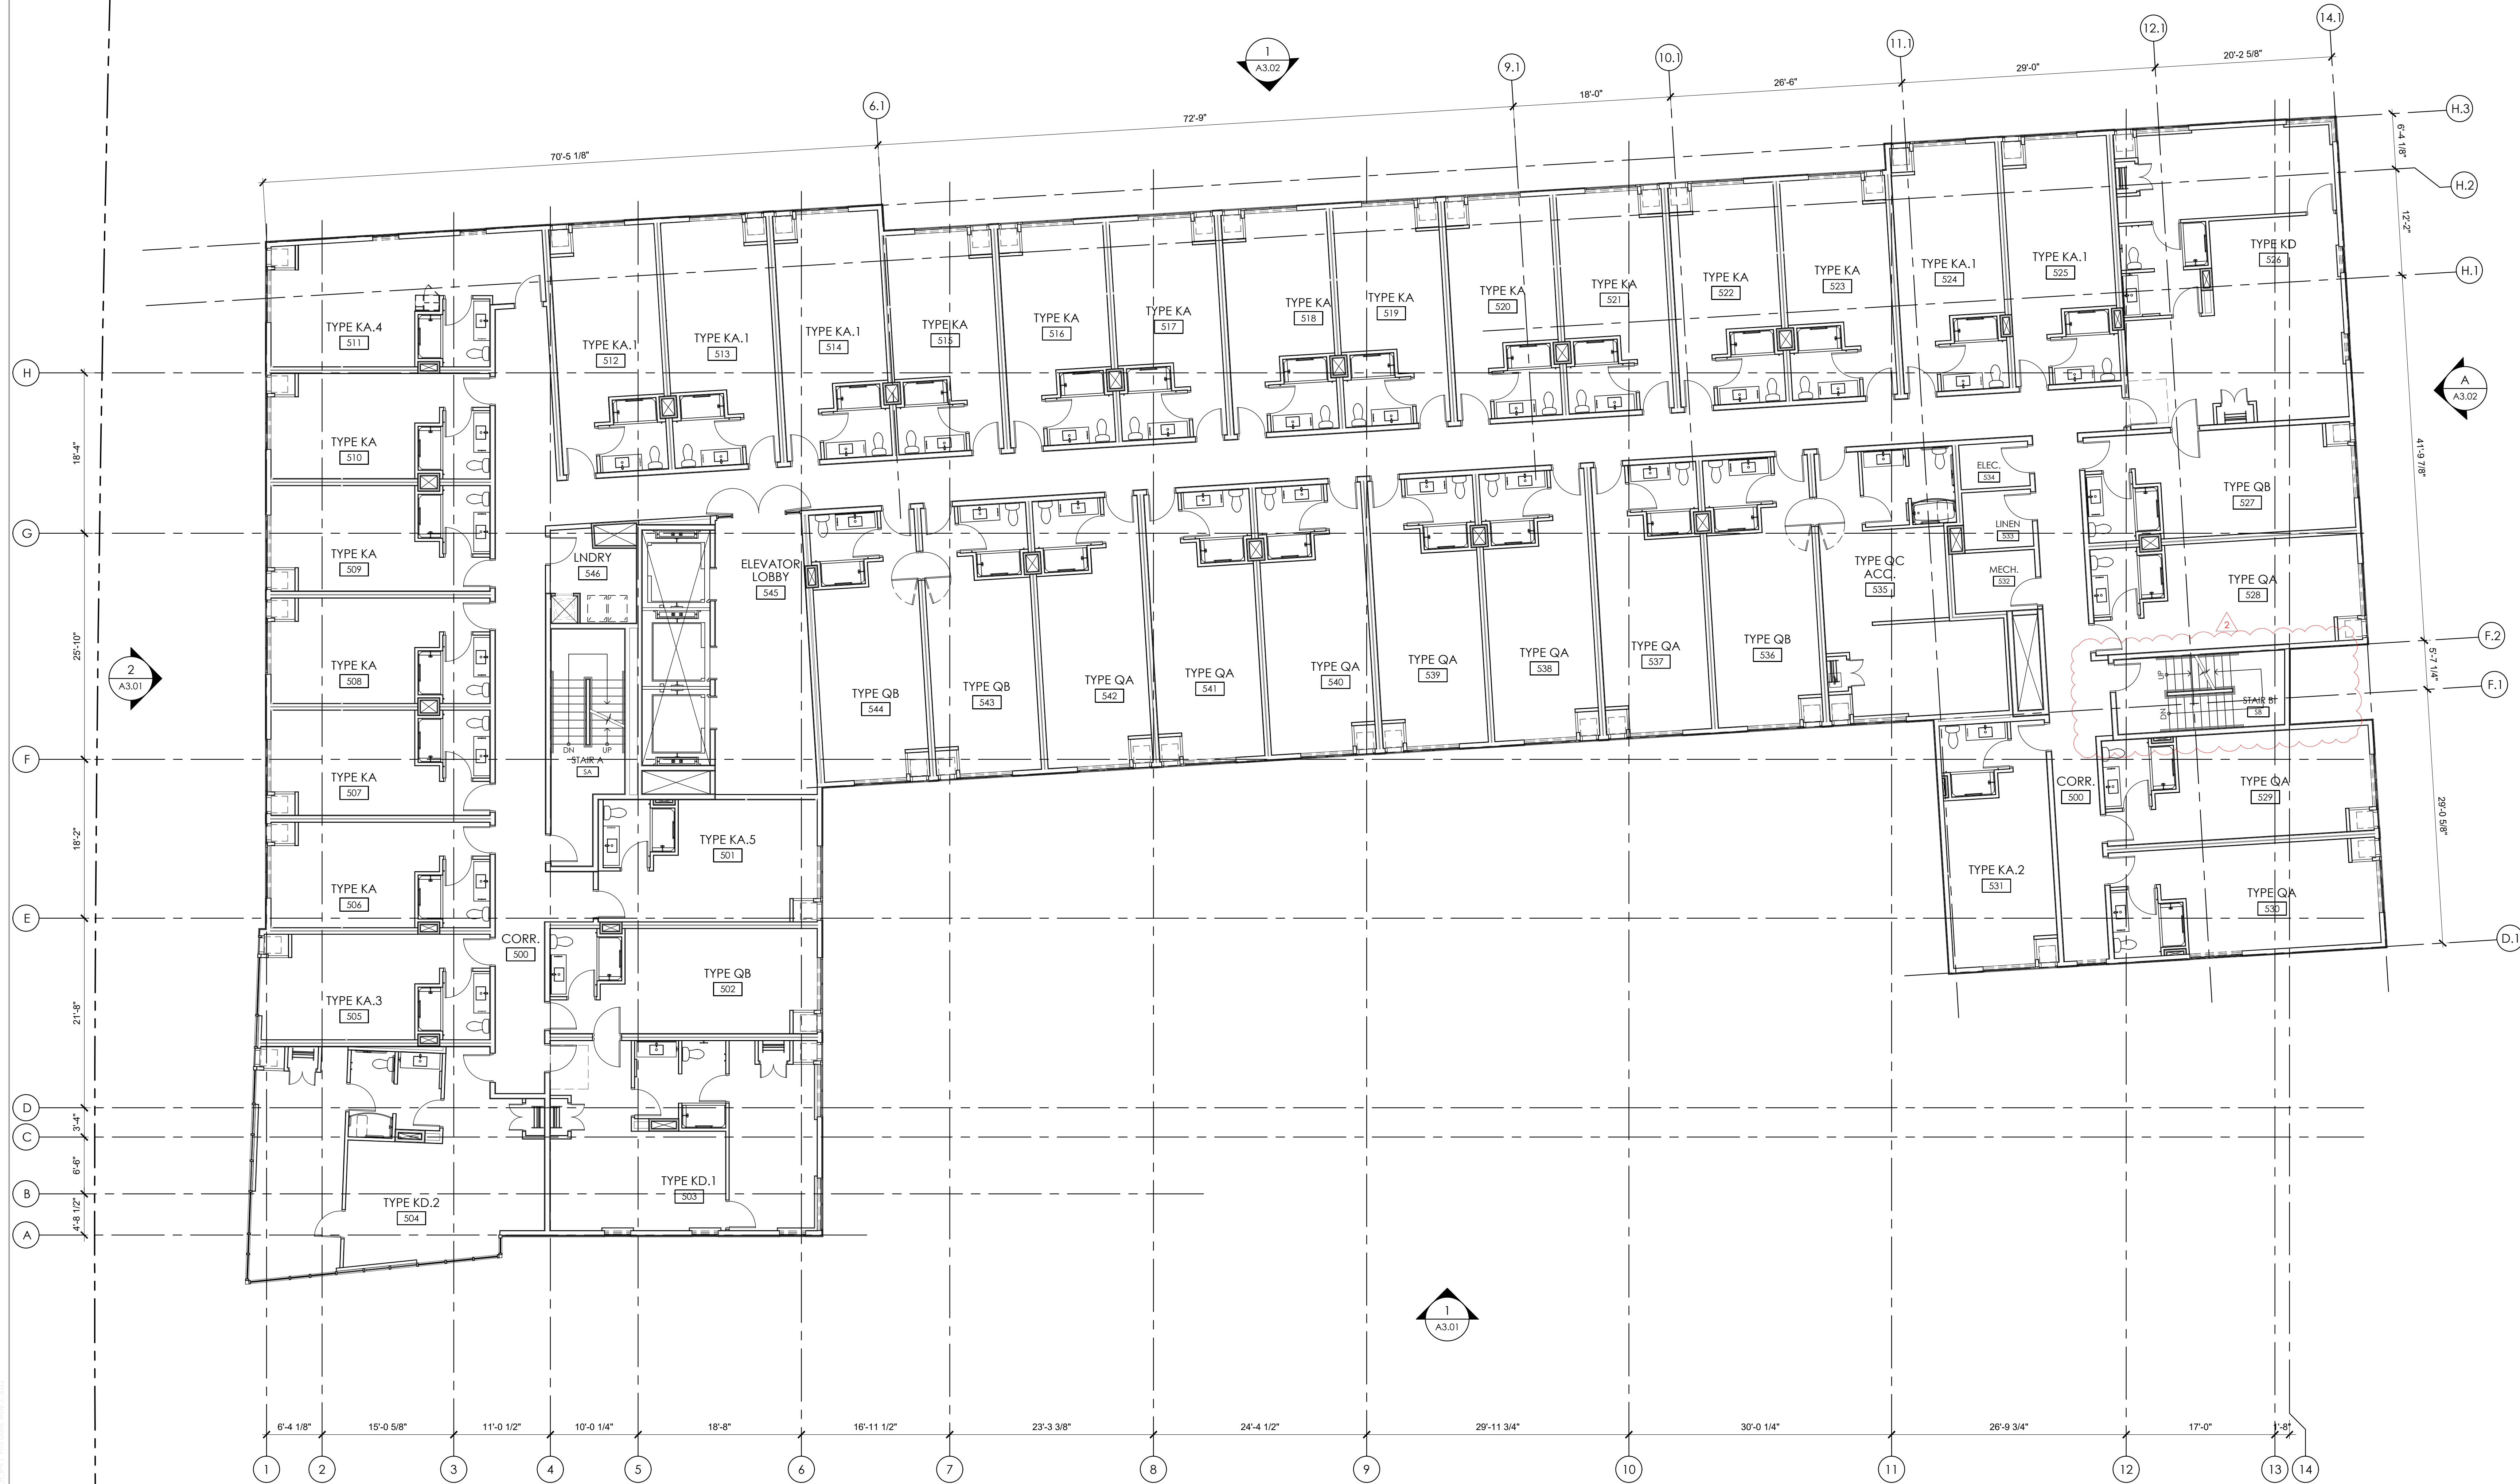 14.1
12.1
11.1
10.1
9.1
6.1
1
A3.02
20'-2 5/8"
29'-0"
26'-6"
18'-0"
72'-9"
70'-5 1/8"
H.3
6'-4 1/8"
H.2
12'-2"
H.1
A
A3.02
41'-9 7/8"
F.2
5'-7 1/4"
F.1
29'-0 5/8"
D.1
H
18'-4"
G
25'-10"
2
A3.01
F
18'-2"
E
21'-8"
D
3'-4"
C
6'-6"
B
4'-8 1/2"
A
TYPE KA.4
511
TYPE KA.1
512
TYPE KA.1
513
TYPE KA.1
514
TYPE KA
515
TYPE KA
516
TYPE KA
517
TYPE KA
518
TYPE KA
519
TYPE KA
520
TYPE KA
521
TYPE KA
522
TYPE KA
523
TYPE KA.1
524
TYPE KA.1
525
TYPE KD
526
TYPE KA
510
TYPE KA
509
TYPE KA
508
TYPE KA
507
TYPE KA
506
TYPE KA.3
505
TYPE KD.2
504
TYPE KD.1
503
TYPE QB
502
TYPE KA.5
501
CORR.
500
LNDRY
546
ELEVATOR
LOBBY
545
DN
UP
STAIR A
SA
TYPE QB
544
TYPE QB
543
TYPE QA
542
TYPE QA
541
TYPE QA
540
TYPE QA
539
TYPE QA
538
TYPE QA
537
TYPE QB
536
TYPE QC
ACC.
535
ELEC.
534
LINEN
533
MECH.
532
TYPE QB
527
TYPE QA
528
2
UP
DN
STAIR B
SB
CORR.
500
TYPE QA
529
TYPE QA
530
TYPE KA.2
531
1
A3.01
6'-4 1/8"
15'-0 5/8"
11'-0 1/2"
10'-0 1/4"
18'-8"
16'-11 1/2"
23'-3 3/8"
24'-4 1/2"
29'-11 3/4"
30'-0 1/4"
26'-9 3/4"
17'-0"
1'-8"
1
2
3
4
5
6
7
8
9
10
11
12
13
14